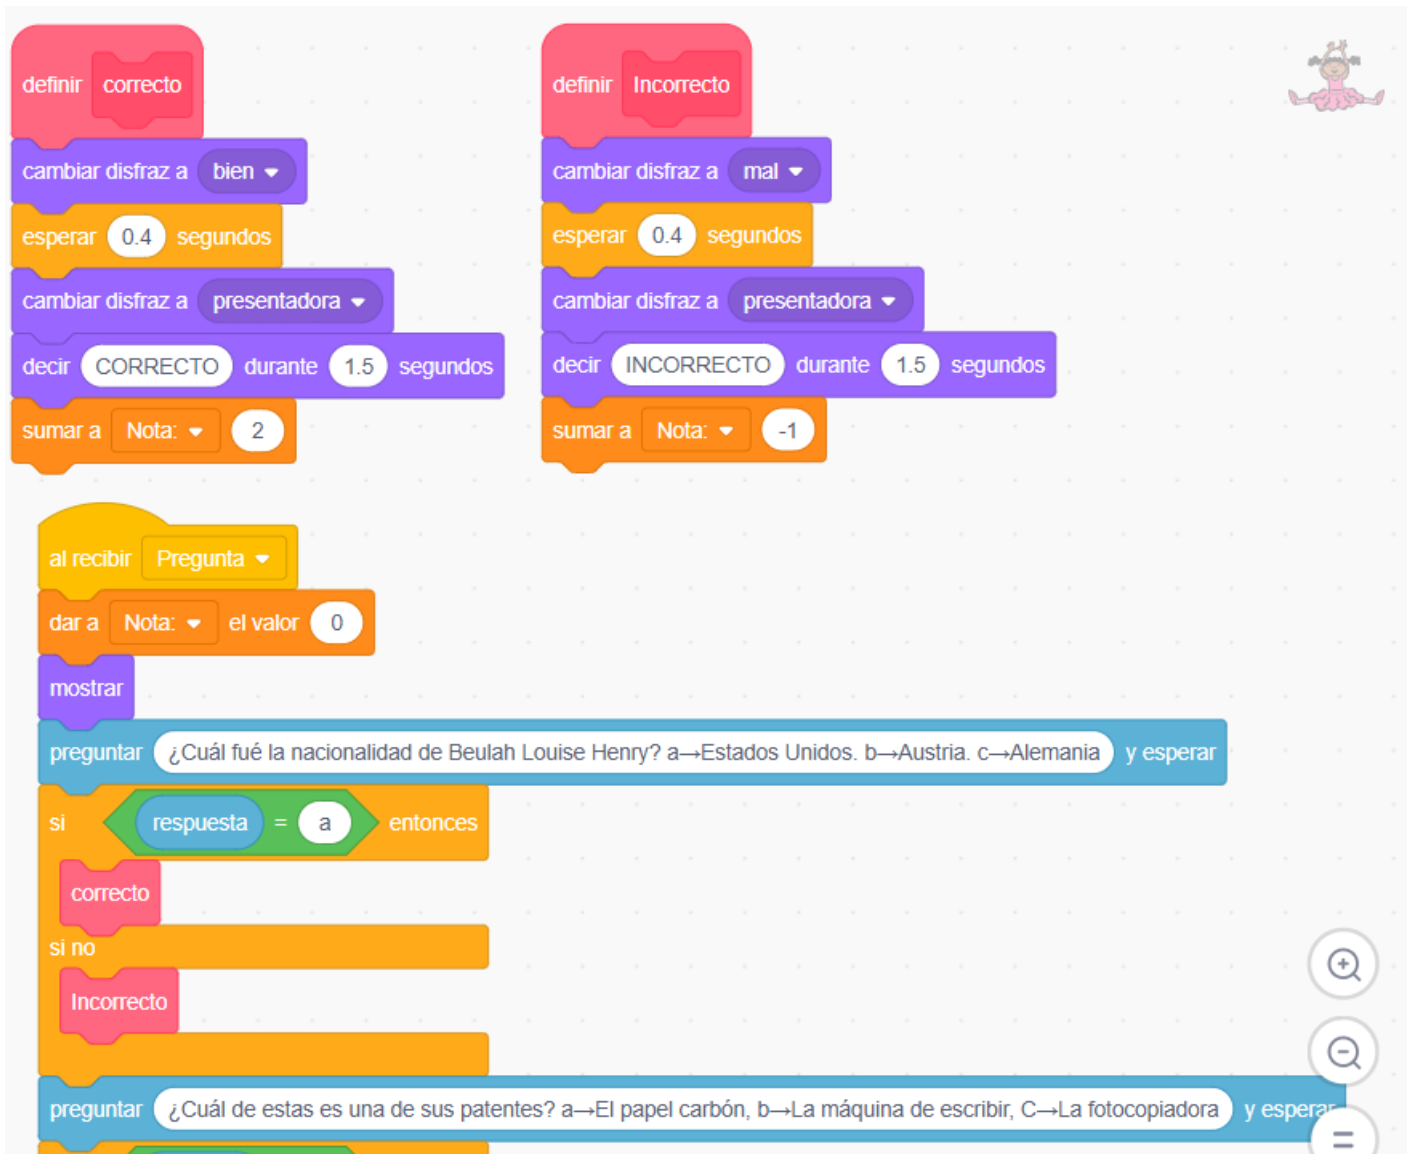 definir correcto
cambiar disfraz a bien
esperar 0.4 segundos
cambiar disfraz a presentadora
decir CORRECTO durante 1.5 segundos
sumar a Nota: 2
definir Incorrecto
cambiar disfraz a mal
esperar 0.4 segundos
cambiar disfraz a presentadora
decir INCORRECTO durante 1.5 segundos
sumar a Nota: -1
al recibir Pregunta
dar a Nota: el valor 0
mostrar
preguntar ¿Cuál fué la nacionalidad de Beulah Louise Henry? a→Estados Unidos. b→Austria. c→Alemania y esperar
si respuesta = a entonces
correcto
si no
Incorrecto
preguntar ¿Cuál de estas es una de sus patentes? a→El papel carbón, b→La máquina de escribir, C→La fotocopiadora y esperar